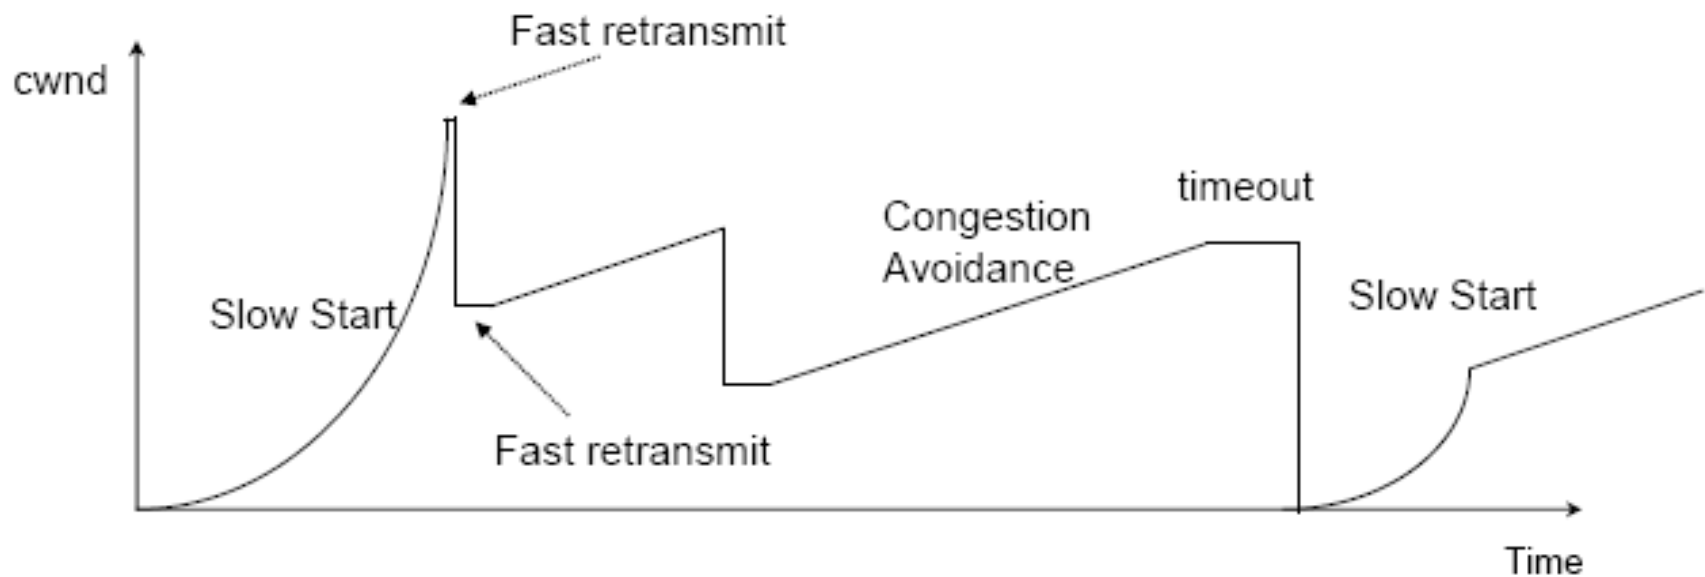 Fast retransmit
cwnd
timeout
Congestion
Avoidance
Slow Start
Slow Start
Fast retransmit
Time